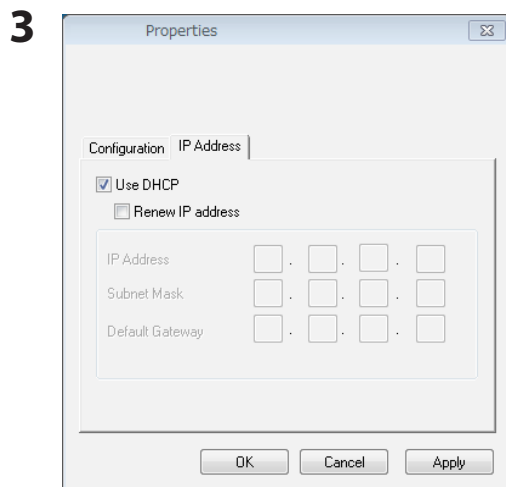 3
Properties
Configuration IP Address
Use DHCP
Renew IP address
IP Address . . .
Subnet Mask . . .
Default Gateway . . .
OK Cancel Apply